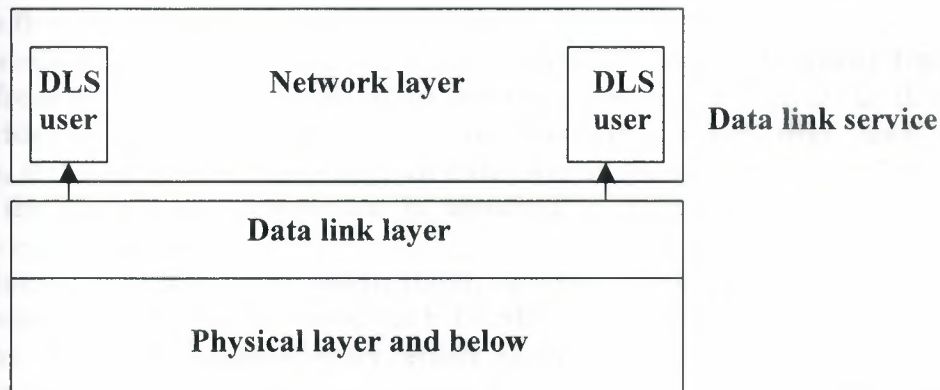 DLS
user
Network layer
DLS
user
Data link service
Data link layer
Physical layer and below